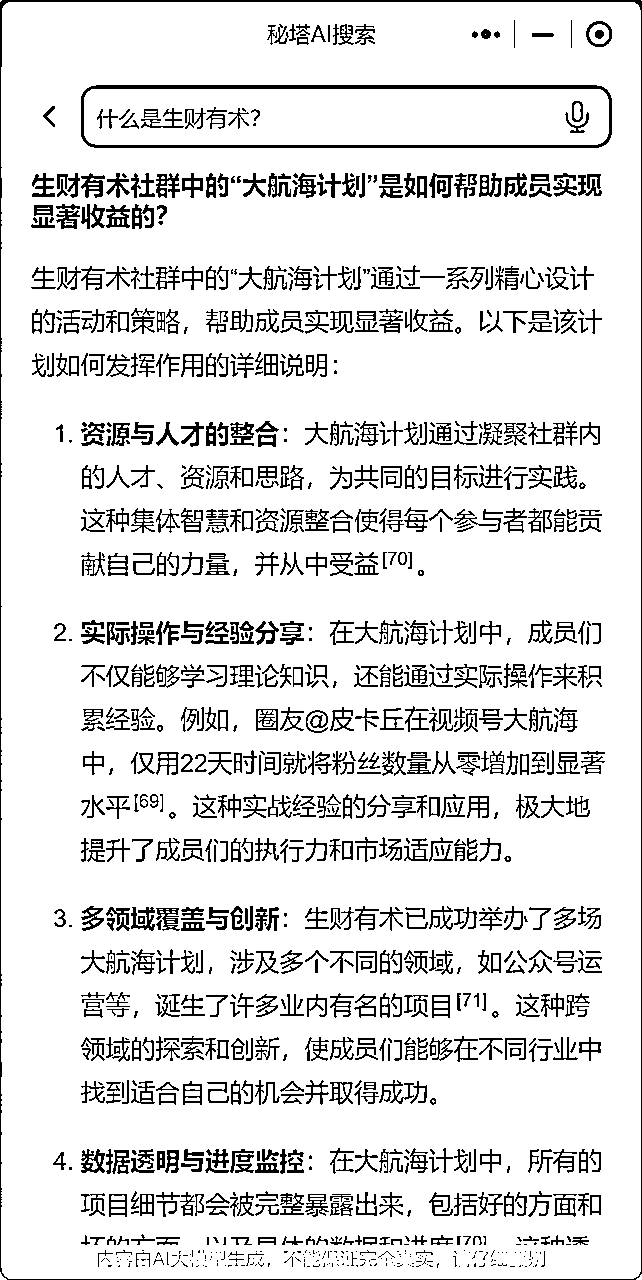 秘塔AI搜索
什么是生财有术?
生财有术社群中的“大航海计划”是如何帮助成员实现
显著收益的?
生财有术社群中的“大航海计划”通过一系列精心设计
的活动和策略，帮助成员实现显著收益。以下是该计
划如何发挥作用的详细说明：
1. 资源与人才的整合：大航海计划通过凝聚社群内
的人才、资源和思路，为共同的目标进行实践。
这种集体智慧和资源整合使得每个参与者都能贡
献自己的力量，并从中受益[70]。
2. 实际操作与经验分享：在大航海计划中，成员们
不仅能够学习理论知识，还能通过实际操作来积
累经验。例如，圈友@皮卡丘在视频号大航海
中，仅用22天时间就将粉丝数量从零增加到显著
水平[69]。这种实战经验的分享和应用，极大地
提升了成员们的执行力和市场适应能力。
3. 多领域覆盖与创新：生财有术已成功举办了多场
大航海计划，涉及多个不同的领域，如公众号运
营等，诞生了许多业内有名的项目[71]。这种跨
领域的探索和创新，使成员们能够在不同行业中
找到适合自己的机会并取得成功。
4. 数据透明与进度监控：在大航海计划中，所有的
项目细节都会被完整暴露出来，包括好的方面和
内容由AI大模型生成，不能保证完全真实，请仔细甄别